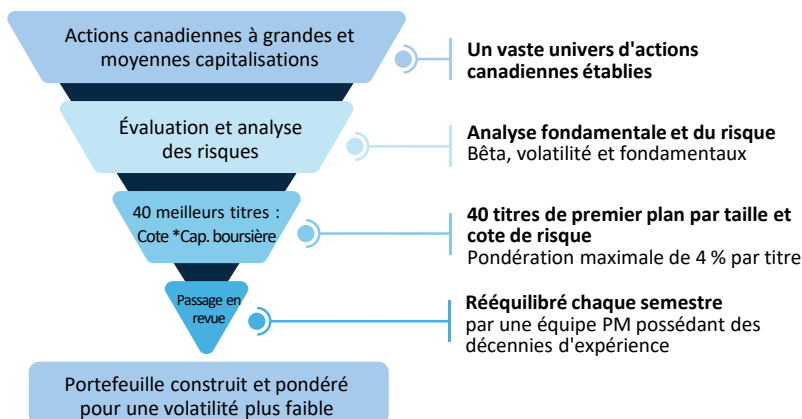 Actions canadiennes à grandes et
moyennes capitalisations
Un vaste univers d'actions
canadiennes établies
Évaluation et analyse
des risques
Analyse fondamentale et du risque
Bêta, volatilité et fondamentaux
40 meilleurs titres :
Cote *Cap. boursière
40 titres de premier plan par taille et
cote de risque
Pondération maximale de 4 % par titre
Passage en
revue
Rééquilibré chaque semestre
par une équipe PM possédant des
décennies d'expérience
Portefeuille construit et pondéré
pour une volatilité plus faible